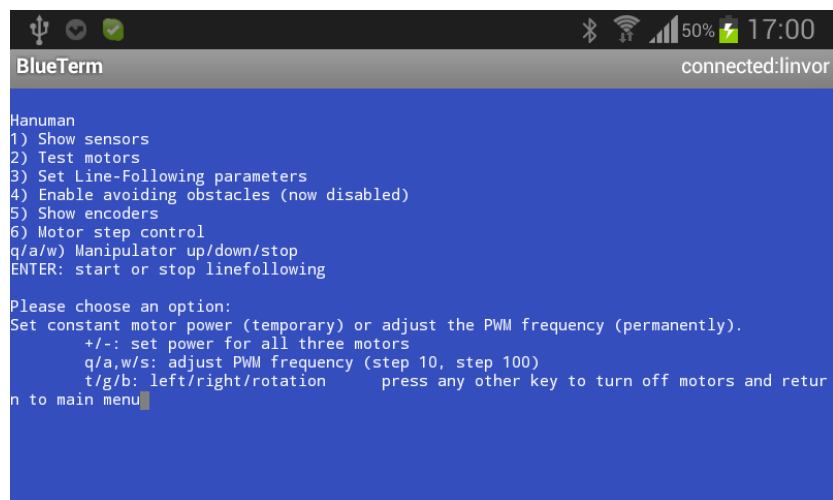 50% 17:00
BlueTerm connected:linvor
Hanuman
1) Show sensors
2) Test motors
3) Set Line-Following parameters
4) Enable avoiding obstacles (now disabled)
5) Show encoders
6) Motor step control
q/a/w) Manipulator up/down/stop
ENTER: start or stop linefollowing
Please choose an option:
Set constant motor power (temporary) or adjust the PWM frequency (permanently).
+/-: set power for all three motors
q/a,w/s: adjust PWM frequency (step 10, step 100)
t/g/b: left/right/rotation press any other key to turn off motors and retur
n to main menu